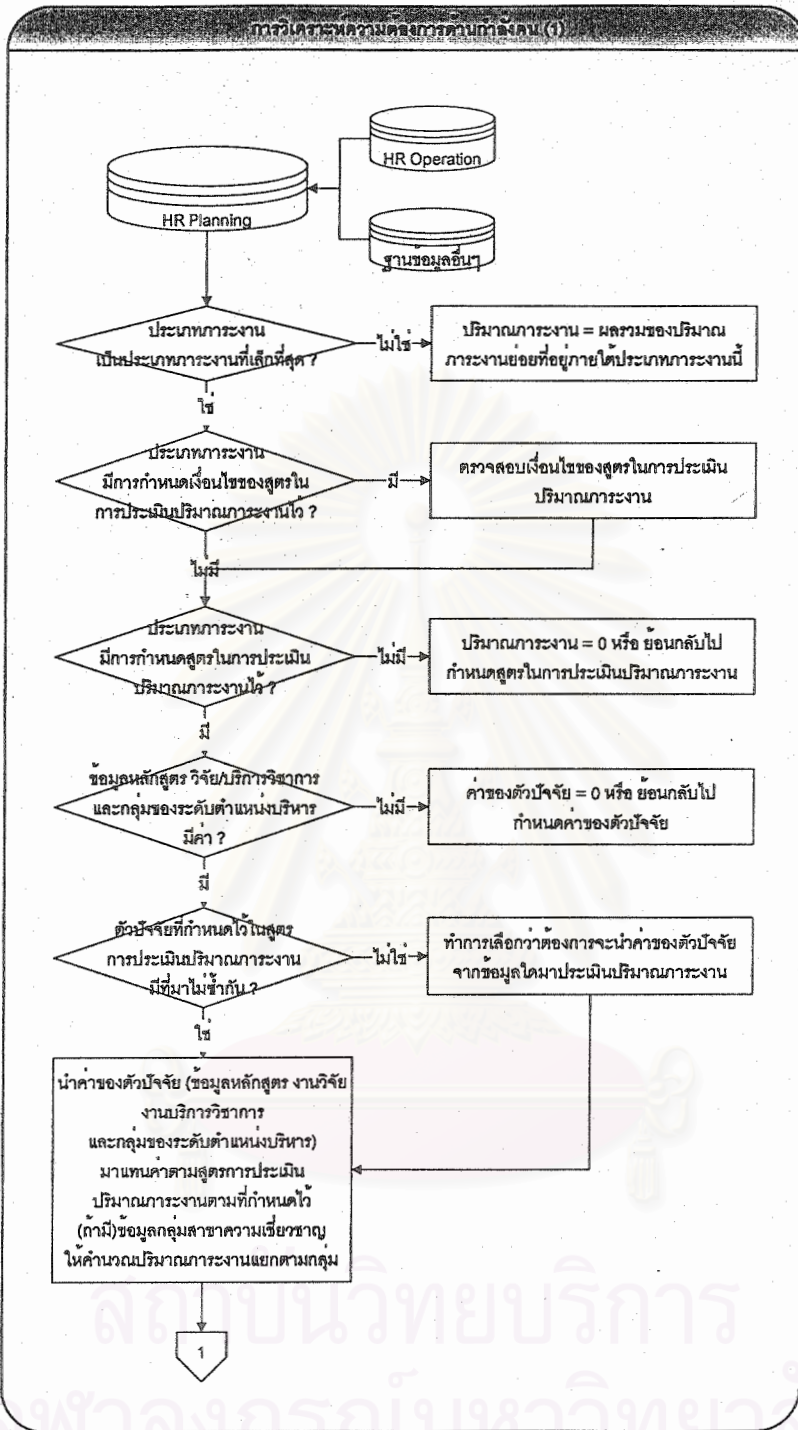 การวิเคราะห์ความต้องการด้านกำลังคน (1)
HR Operation
HR Planning
ฐานข้อมูลอื่นๆ
ประเภทภาระงาน
เป็นประเภทภาระงานที่เล็กที่สุด ?
ไม่ใช่
ปริมาณภาระงาน = ผลรวมของปริมาณ
ภาระงานย่อยที่อยู่ภายใต้ประเภทภาระงานนี้
ใช่
ประเภทภาระงาน
มีการกำหนดเงื่อนไขของสูตรใน
การประเมินปริมาณภาระงานไว้ ?
มี
ตรวจสอบเงื่อนไขของสูตรในการประเมิน
ปริมาณภาระงาน
ไม่มี
ประเภทภาระงาน
มีการกำหนดสูตรในการประเมิน
ปริมาณภาระงานไว้ ?
ไม่มี
ปริมาณภาระงาน = 0 หรือ ย้อนกลับไป
กำหนดสูตรในการประเมินปริมาณภาระงาน
มี
ข้อมูลหลักสูตร วิจัย/บริการวิชาการ
และกลุ่มของระดับตำแหน่งบริหาร
มีค่า ?
ไม่มี
ค่าของตัวปัจจัย = 0 หรือ ย้อนกลับไป
กำหนดค่าของตัวปัจจัย
มี
ตัวปัจจัยที่กำหนดไว้ในสูตร
การประเมินปริมาณภาระงาน
มีที่มาไม่ซ้ำกัน ?
ไม่ใช่
ทำการเลือกว่าต้องการจะนำค่าของตัวปัจจัย
จากข้อมูลใดมาประเมินปริมาณภาระงาน
ใช่
นำค่าของตัวปัจจัย (ข้อมูลหลักสูตร งานวิจัย
งานบริการวิชาการ
และกลุ่มของระดับตำแหน่งบริหาร)
มาแทนค่าตามสูตรการประเมิน
ปริมาณภาระงานตามที่กำหนดไว้
(ถ้ามี)ข้อมูลกลุ่มสาขาความเชี่ยวชาญ
ให้คำนวณปริมาณภาระงานแยกตามกลุ่ม
1
สถาบันวิทยบริการ
จุฬาลงกรณ์มหาวิทยาลัย